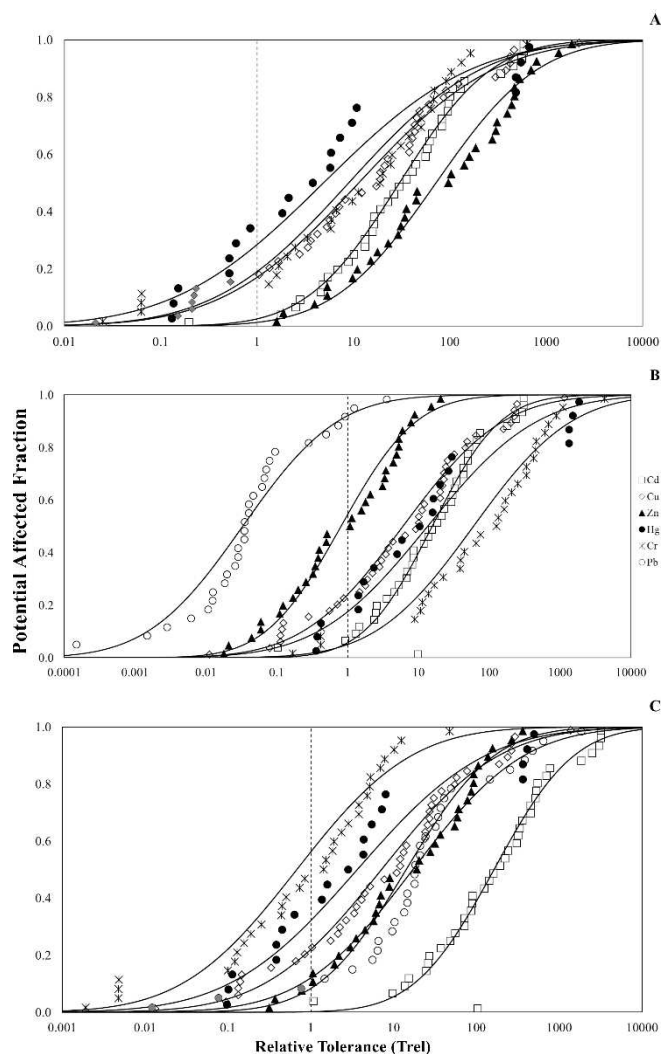 A
1.0
0.8
0.6
0.4
0.2
0.0
0.01 0.1 1 10 100 1000 10000
B
1.0
0.8
0.6
0.4
0.2
0.0
0.0001 0.001 0.01 0.1 1 10 100 1000 10000
Cd
Cu
Zn
Hg
Cr
Pb
Potential Affected Fraction
C
1.0
0.8
0.6
0.4
0.2
0.0
0.001 0.01 0.1 1 10 100 1000 10000
Relative Tolerance (Trel)